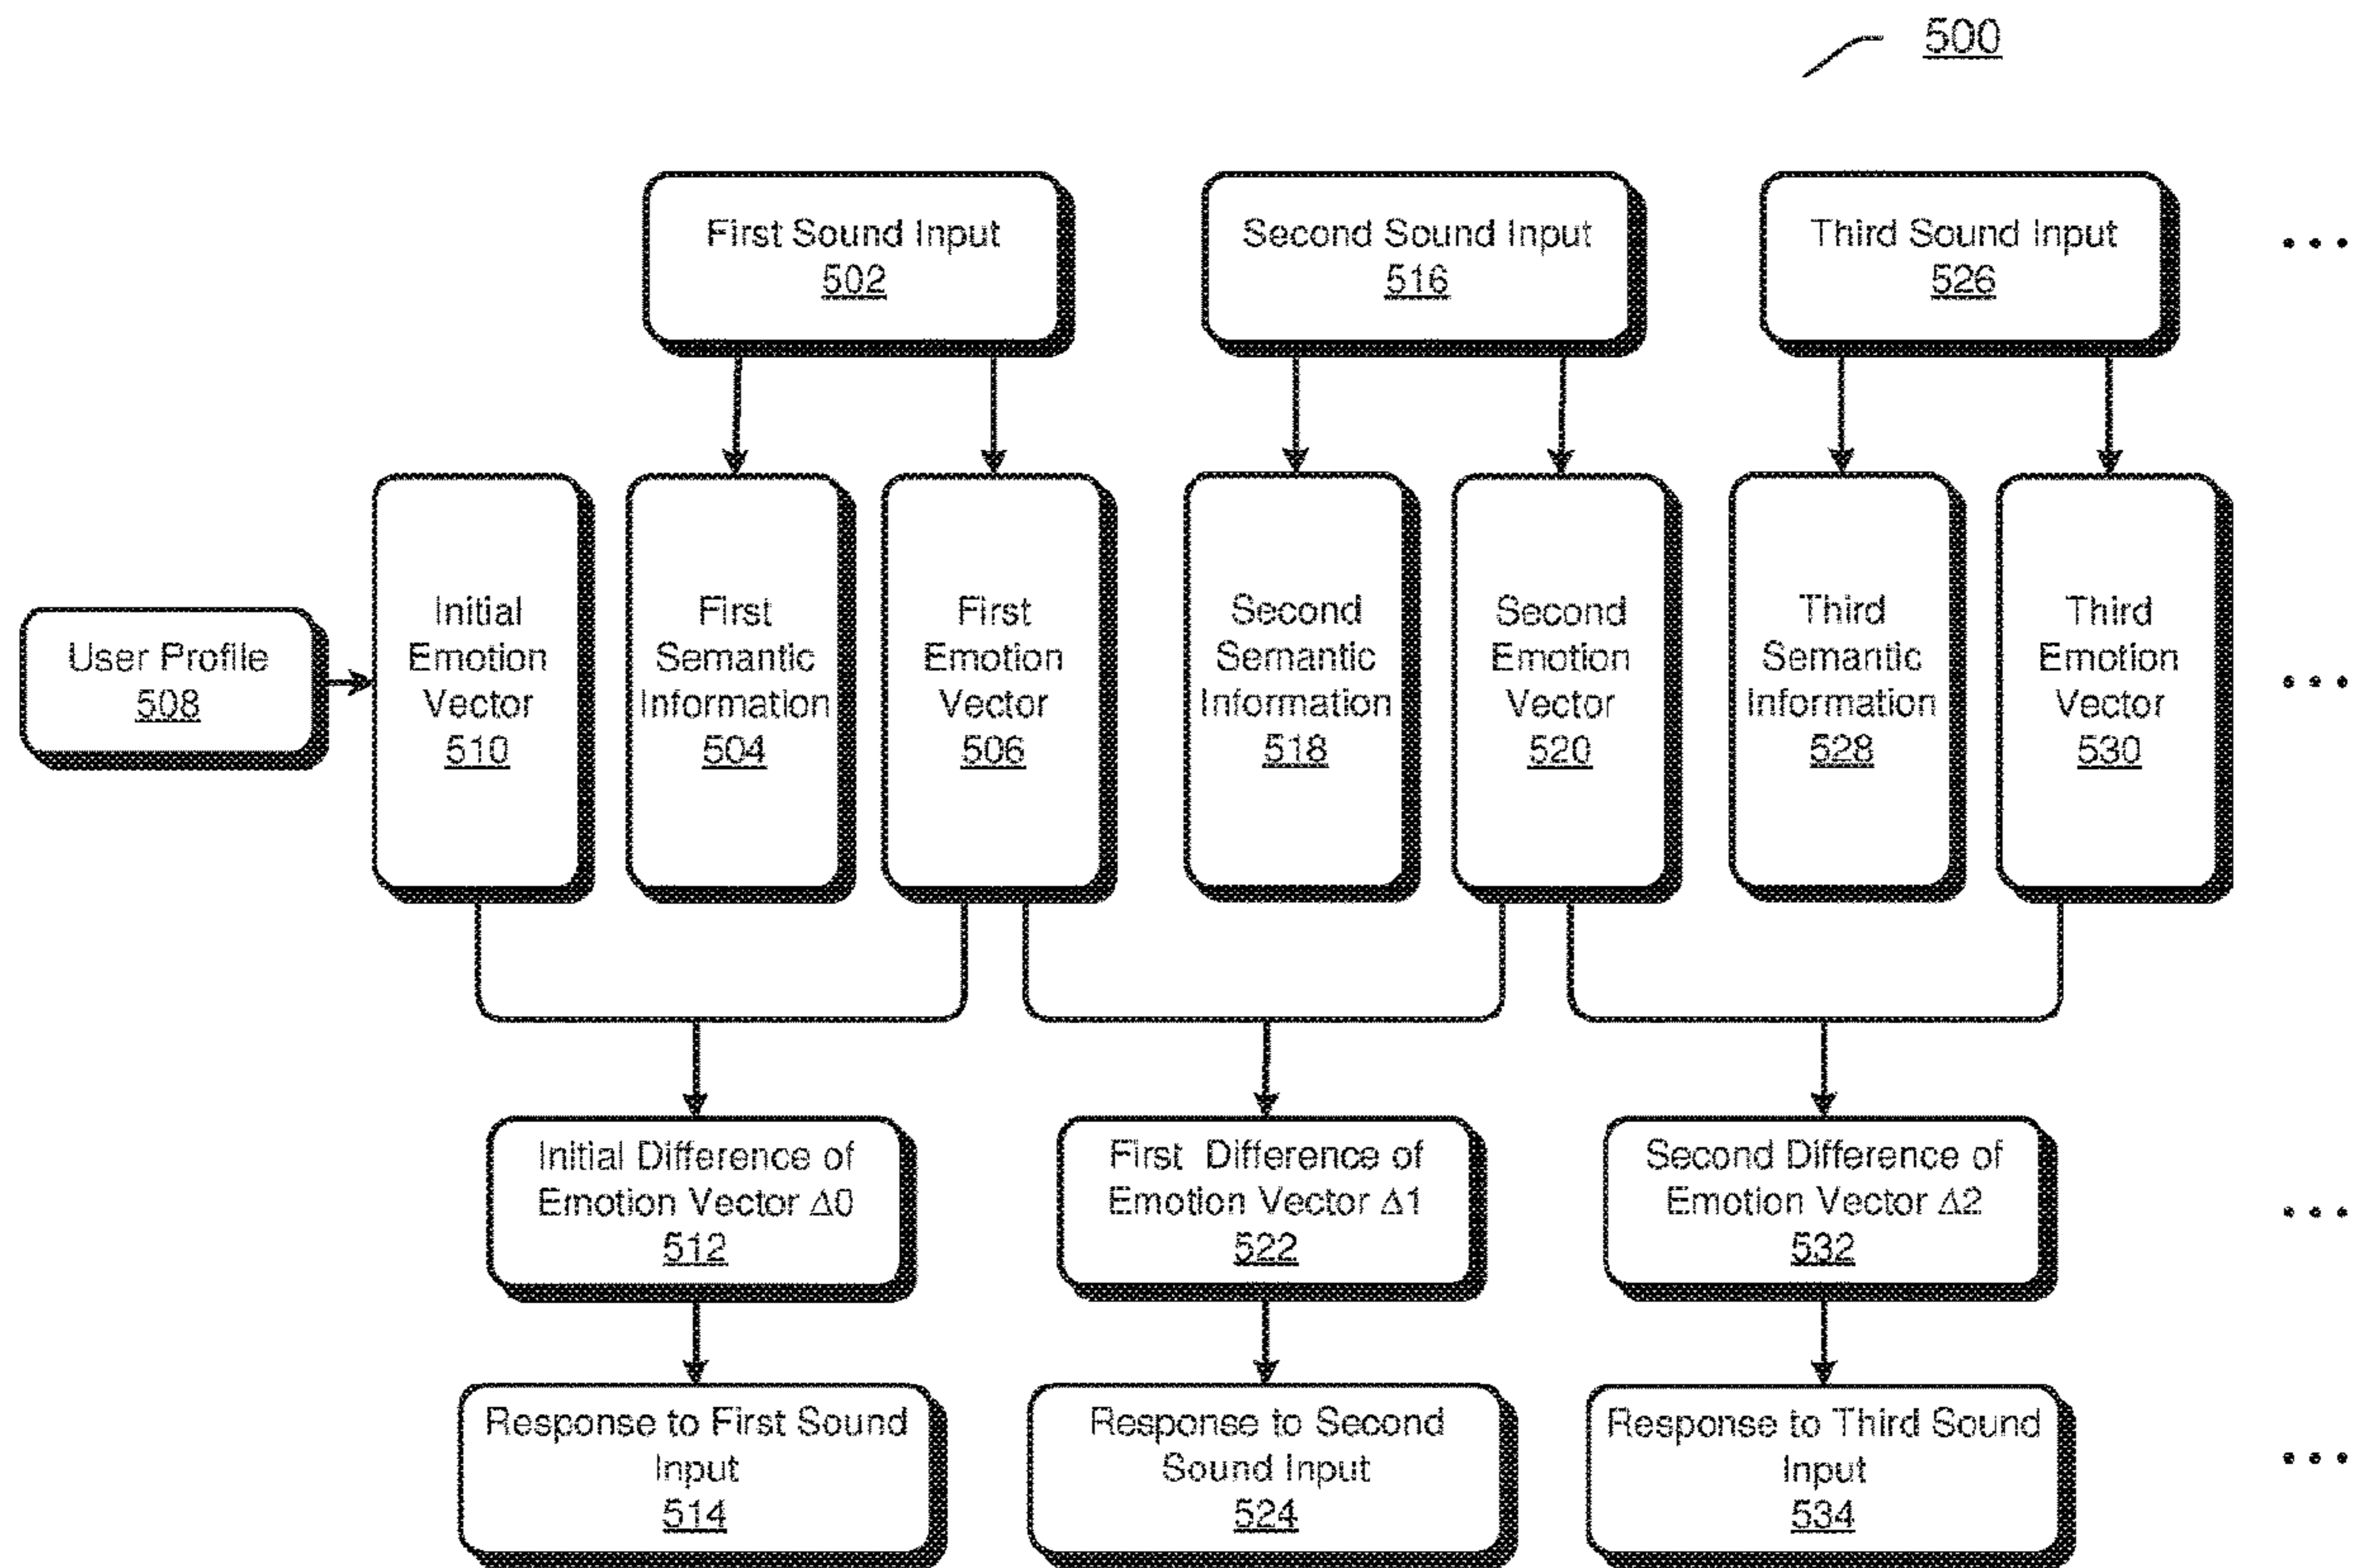 500
First Sound Input
502
Second Sound Input
516
Third Sound Input
526
...
User Profile
508
Initial
Emotion
Vector
510
First
Semantic
Information
504
First
Emotion
Vector
506
Second
Semantic
Information
518
Second
Emotion
Vector
520
Third
Semantic
Information
528
Third
Emotion
Vector
530
...
Initial Difference of
Emotion Vector Δ0
512
First Difference of
Emotion Vector Δ1
522
Second Difference of
Emotion Vector Δ2
532
...
Response to First Sound
Input
514
Response to Second
Sound Input
524
Response to Third Sound
Input
534
...